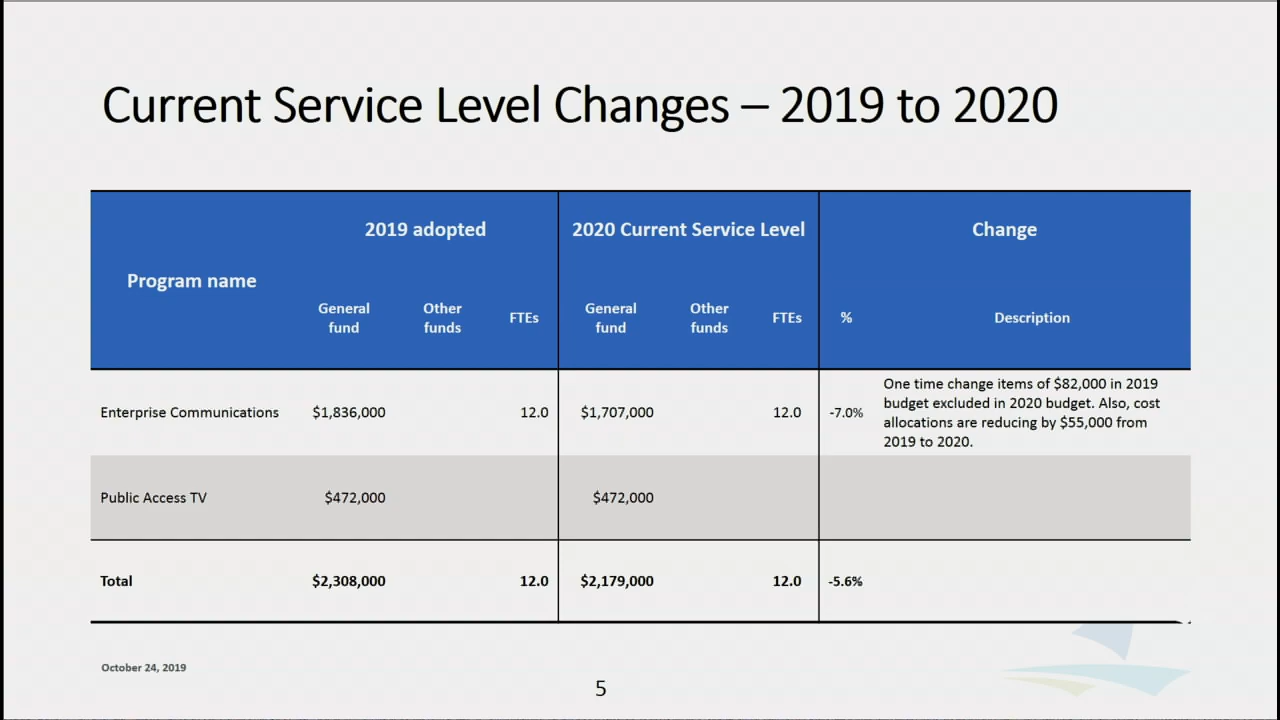 Current Service Level Changes – 2019 to 2020
Program name
2019 adopted
2020 Current Service Level
Change
General fund
Other funds
FTEs
General fund
Other funds
FTEs
%
Description
Enterprise Communications $1,836,000 12.0 $1,707,000 12.0 -7.0%
One time change items of $82,000 in 2019
budget excluded in 2020 budget. Also, cost
allocations are reducing by $55,000 from
2019 to 2020.
Public Access TV $472,000 $472,000
Total $2,308,000 12.0 $2,179,000 12.0 -5.6%
October 24, 2019
5